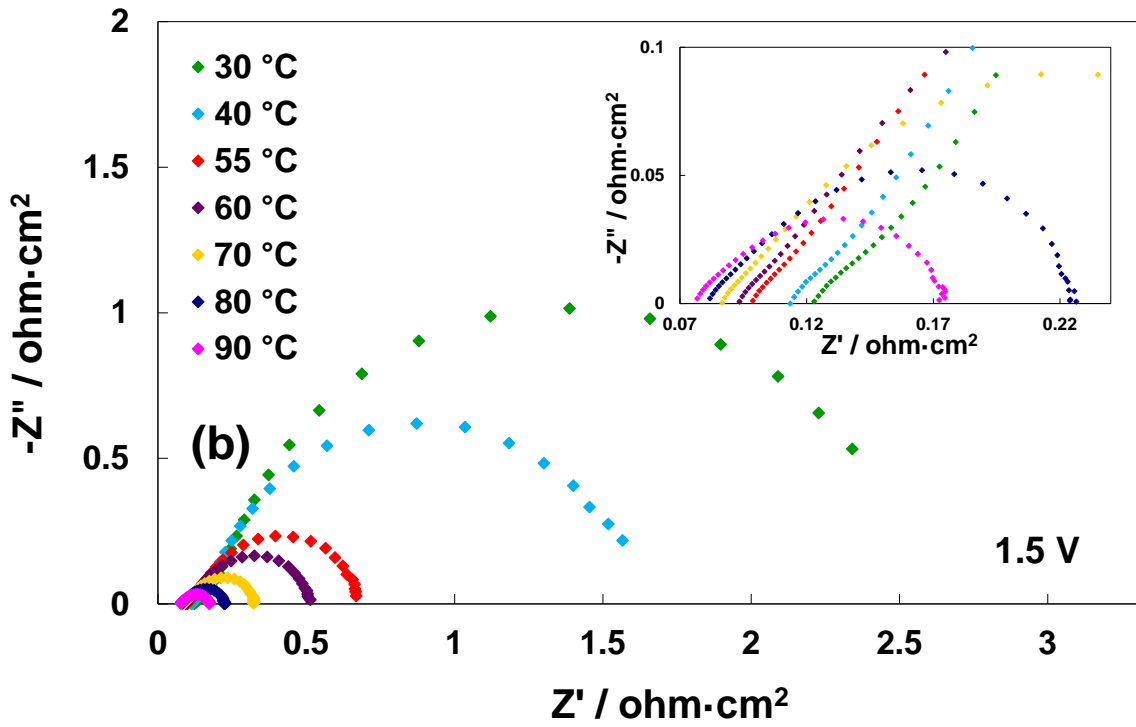 2
1.5
1
0.5
0
-Z" / ohm·cm²
30 °C
40 °C
55 °C
60 °C
70 °C
80 °C
90 °C
(b)
1.5 V
0 0.5 1 1.5 2 2.5 3
Z' / ohm·cm²
0.1
0.05
0
-Z" / ohm·cm²
0.07 0.12 0.17 0.22
Z' / ohm·cm²